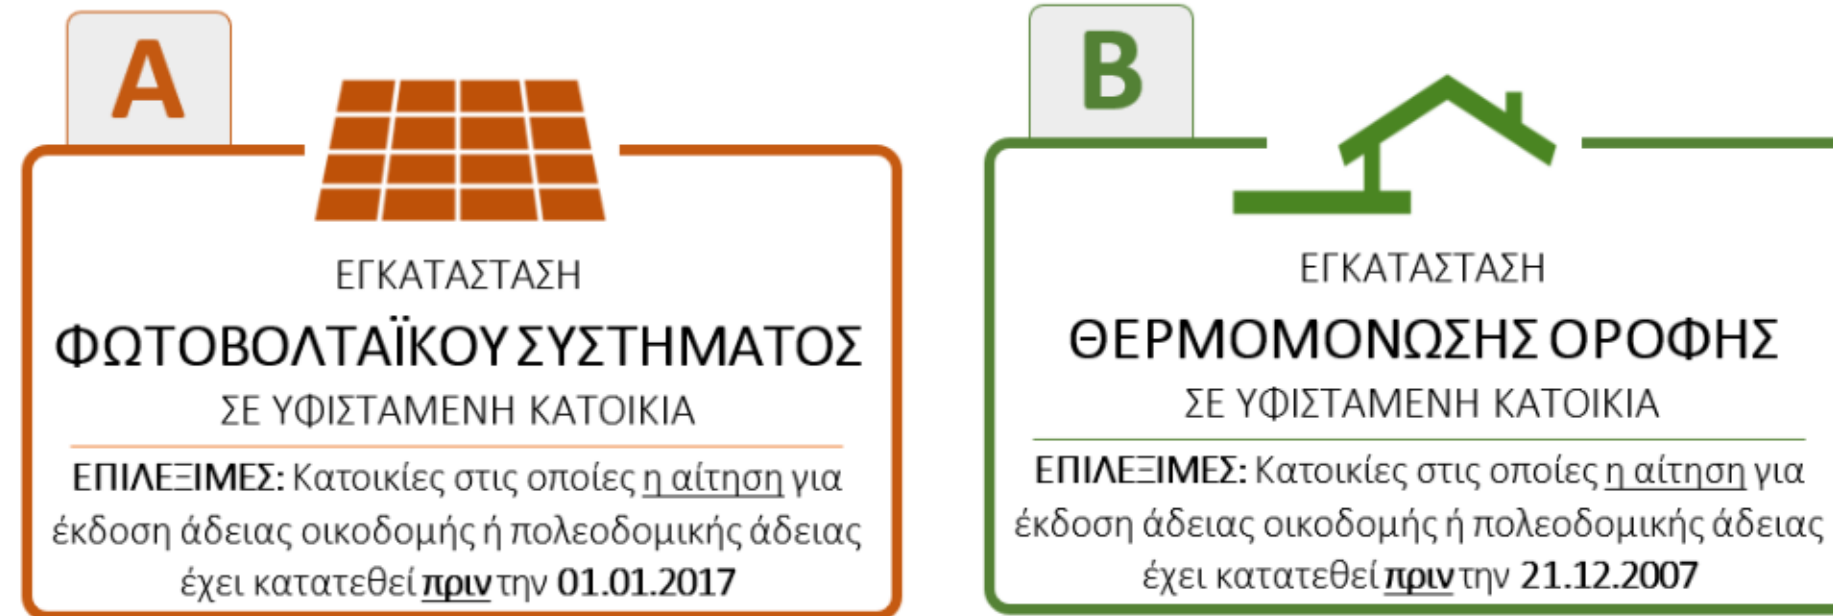 A
ΕΓΚΑΤΑΣΤΑΣΗ
ΦΩΤΟΒΟΛΤΑΪΚΟΥ ΣΥΣΤΗΜΑΤΟΣ
ΣΕ ΥΦΙΣΤΑΜΕΝΗ ΚΑΤΟΙΚΙΑ
ΕΠΙΛΕΞΙΜΕΣ: Κατοικίες στις οποίες η αίτηση για
έκδοση άδειας οικοδομής ή πολεοδομικής άδειας
έχει κατατεθεί πριν την 01.01.2017
B
ΕΓΚΑΤΑΣΤΑΣΗ
ΘΕΡΜΟΜΟΝΩΣΗΣ ΟΡΟΦΗΣ
ΣΕ ΥΦΙΣΤΑΜΕΝΗ ΚΑΤΟΙΚΙΑ
ΕΠΙΛΕΞΙΜΕΣ: Κατοικίες στις οποίες η αίτηση για
έκδοση άδειας οικοδομής ή πολεοδομικής άδειας
έχει κατατεθεί πριν την 21.12.2007